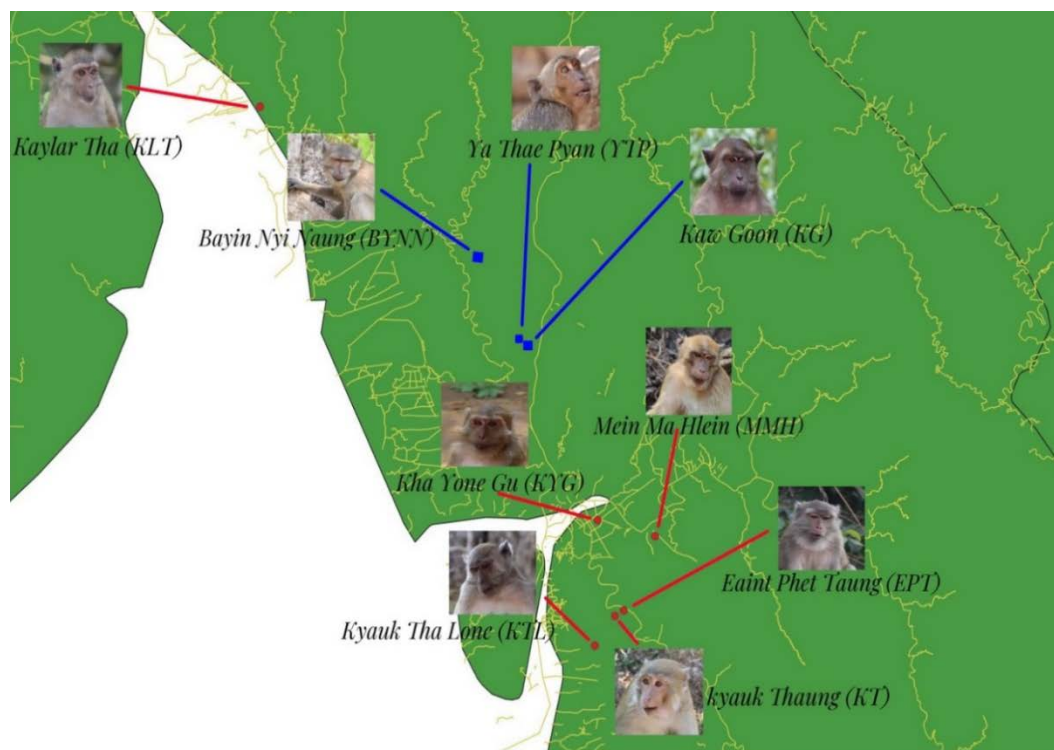 Kaylar Tha (KLT)
Ya Thae Pyan (YTP)
Bayin Nyi Naung (BYNN)
Kaw Goon (KG)
Mein Ma Hlein (MMH)
Kha Yone Gu (KYG)
Eaint Phet Taung (EPT)
Kyauk Tha Lone (KTL)
kyauk Thaung (KT)